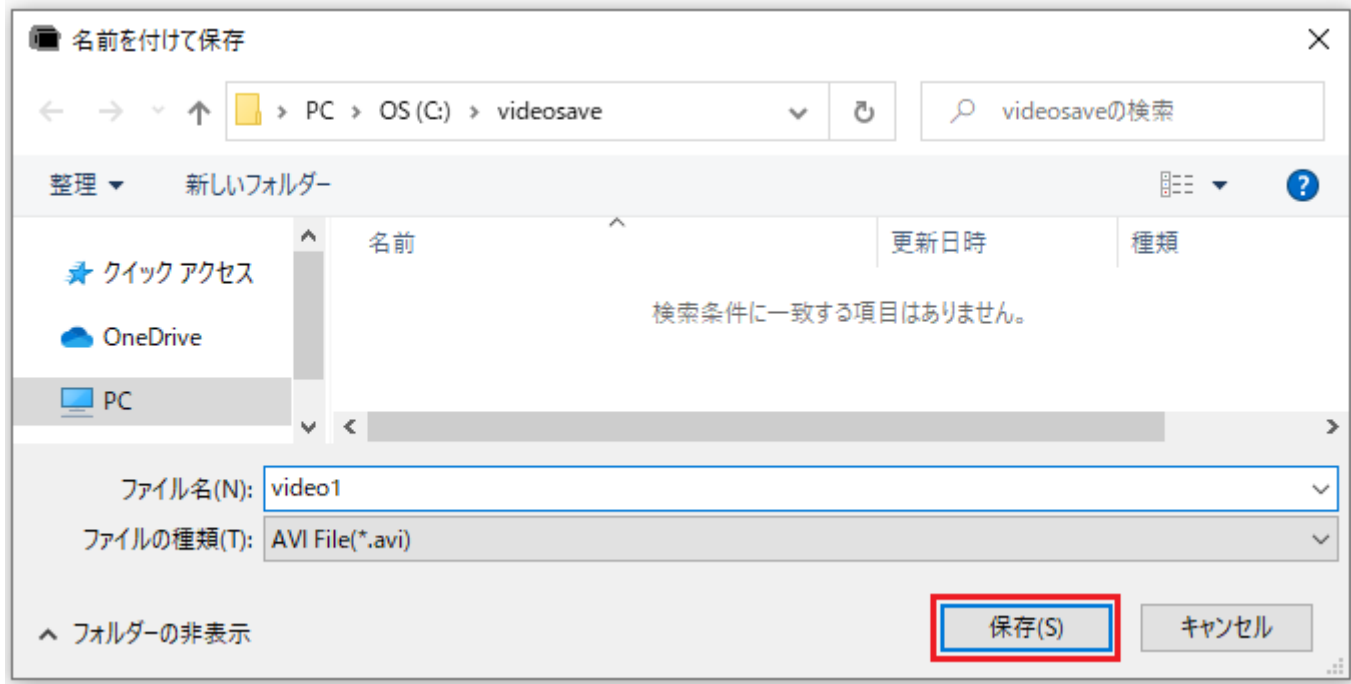 名前を付けて保存
PC > OS (C:) > videosave videosaveの検索
整理 新しいフォルダー ?
名前 更新日時 種類
クイック アクセス
検索条件に一致する項目はありません。
OneDrive
PC
ファイル名(N): video1
ファイルの種類(T): AVI File(*.avi)
フォルダーの非表示 保存(S) キャンセル